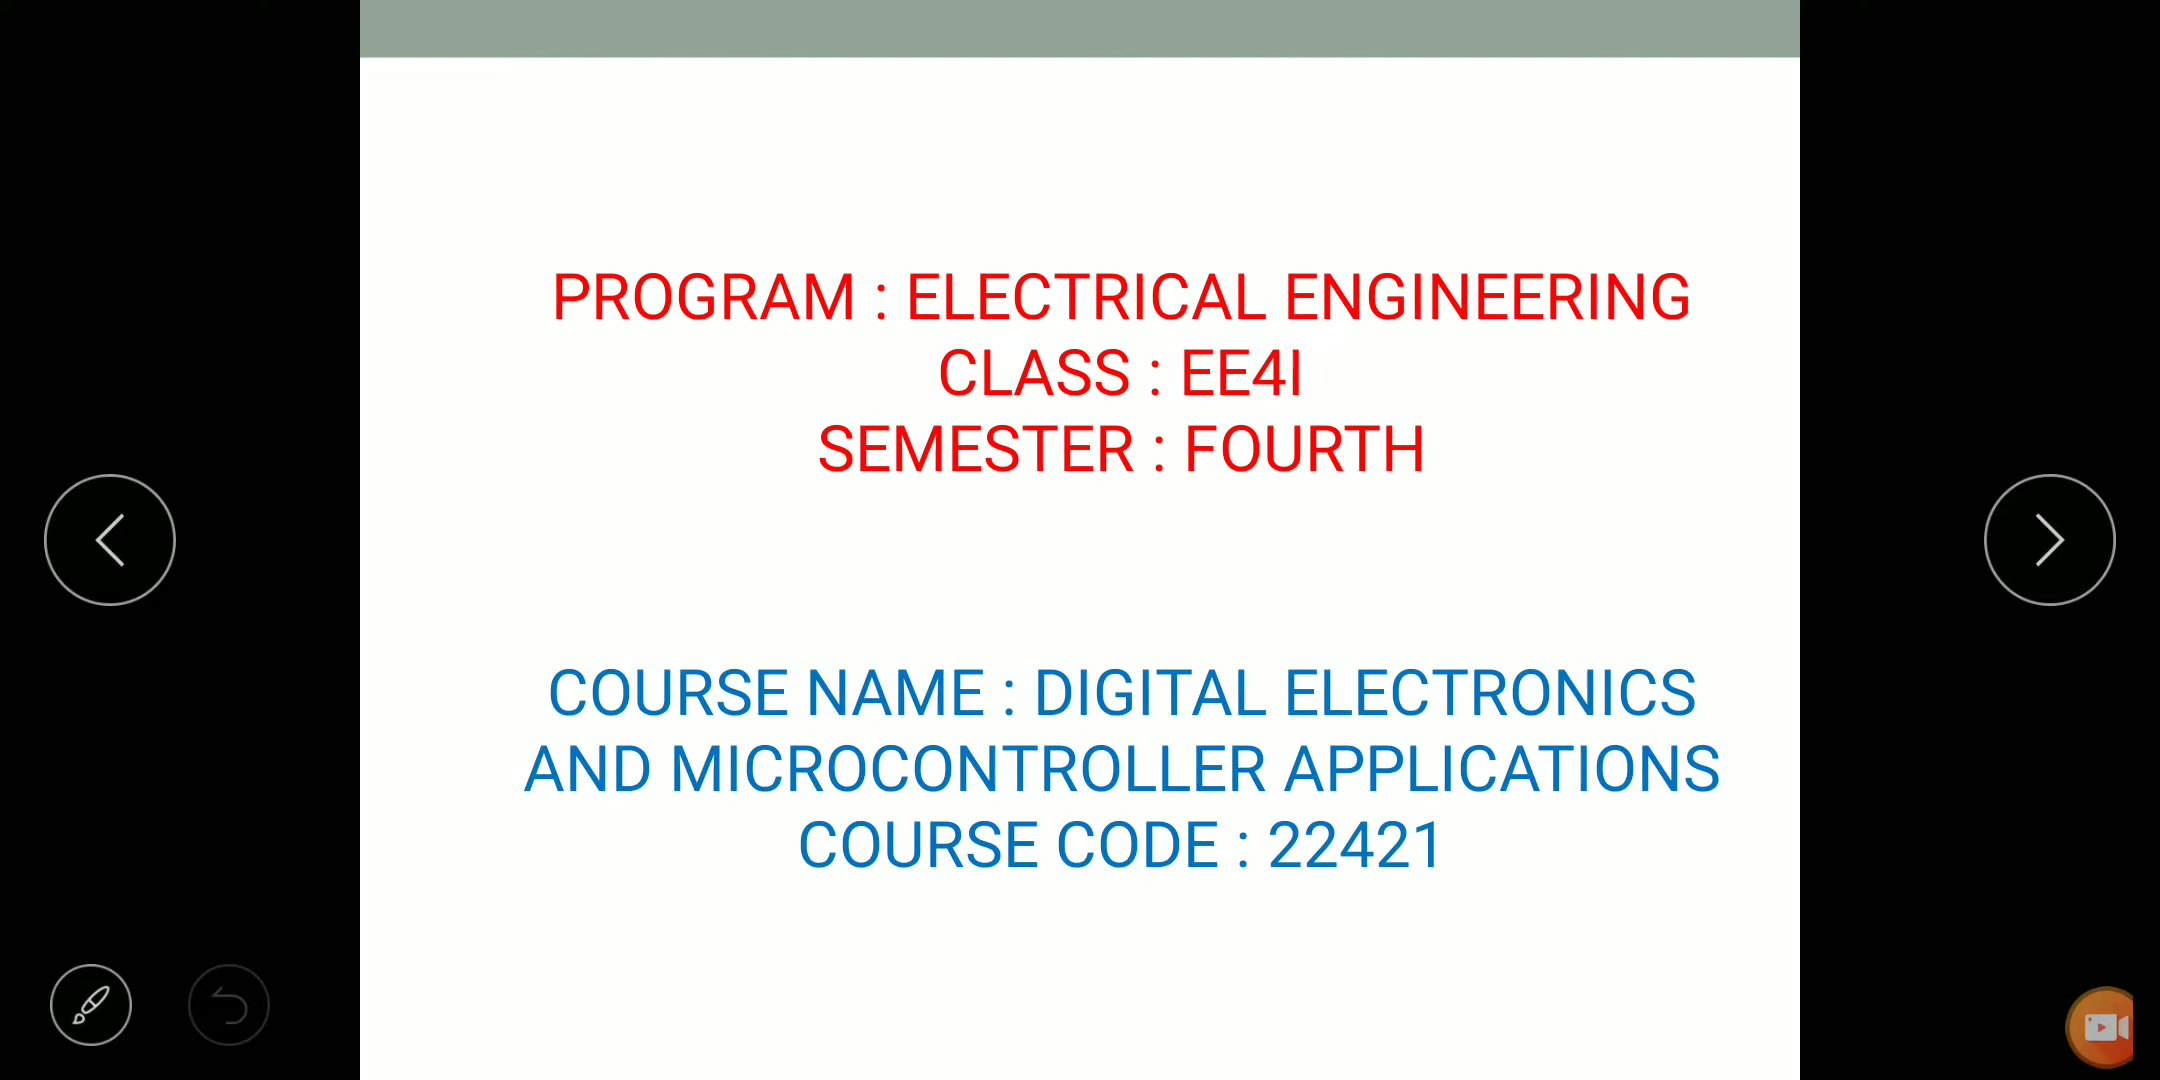 PROGRAM : ELECTRICAL ENGINEERING
CLASS : EE4I
SEMESTER : FOURTH
COURSE NAME : DIGITAL ELECTRONICS
AND MICROCONTROLLER APPLICATIONS
COURSE CODE : 22421